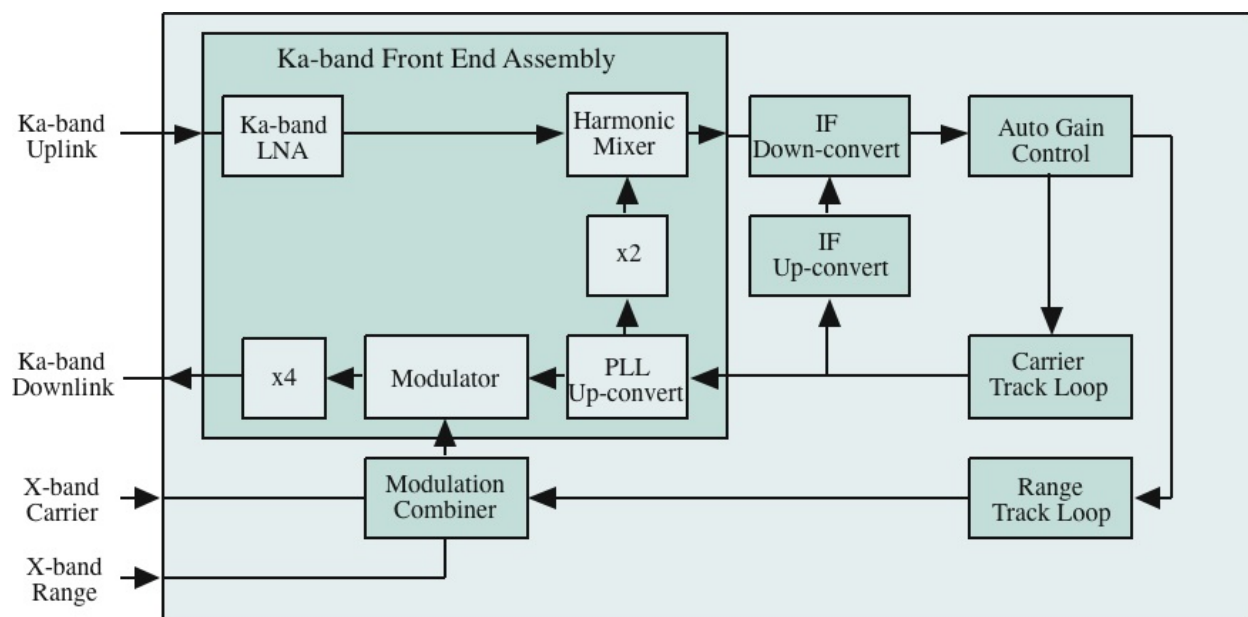 Ka-band Front End Assembly
Ka-band
Uplink
Ka-band
LNA
Harmonic
Mixer
IF
Down-convert
Auto Gain
Control
x2
IF
Up-convert
Ka-band
Downlink
x4
Modulator
PLL
Up-convert
Carrier
Track Loop
X-band
Carrier
Modulation
Combiner
Range
Track Loop
X-band
Range